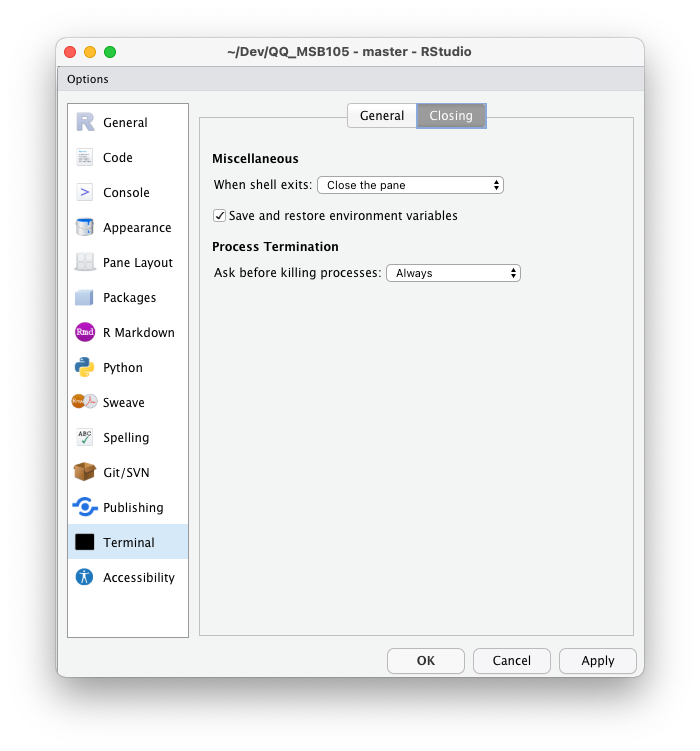 ~/Dev/QQ_MSB105 - master - RStudio
Options
General
Code
Console
Appearance
Pane Layout
Packages
Rmd R Markdown
Python
Sweave
ABC Spelling
Git/SVN
Publishing
Terminal
Accessibility
General Closing
Miscellaneous
When shell exits: Close the pane
Save and restore environment variables
Process Termination
Ask before killing processes: Always
OK Cancel Apply